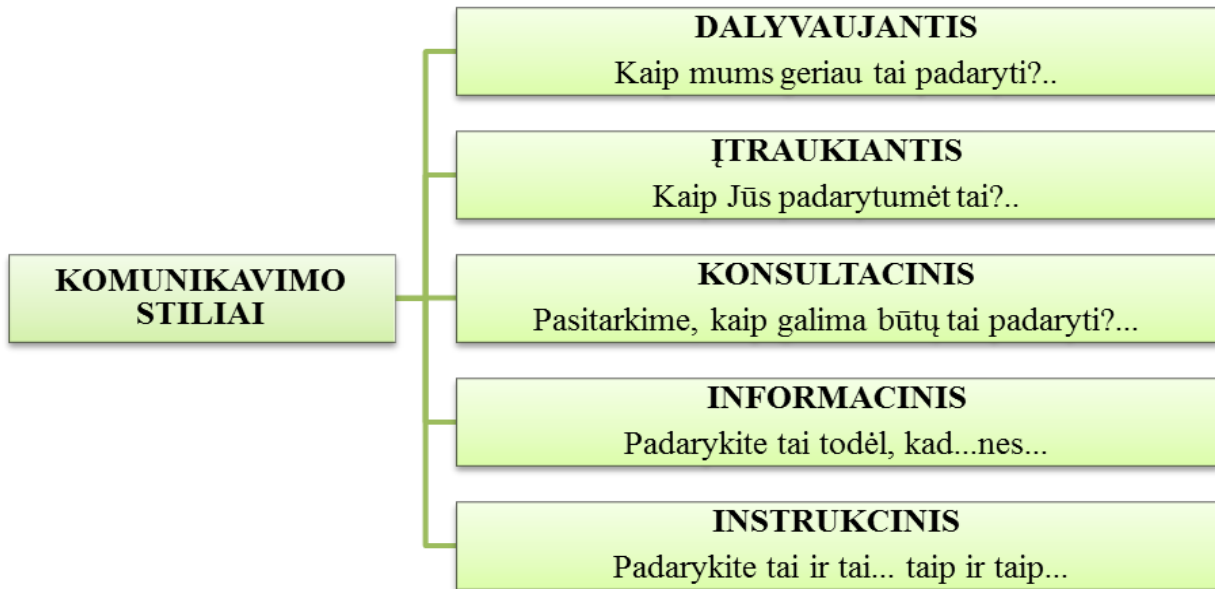 DALYVAUJANTIS
Kaip mums geriau tai padaryti?..
ĮTRAUKIANTIS
Kaip Jūs padarytumėt tai?..
KOMUNIKAVIMO
STILIAI
KONSULTACINIS
Pasitarkime, kaip galima būtų tai padaryti?...
INFORMACINIS
Padarykite tai todėl, kad...nes...
INSTRUKCINIS
Padarykite tai ir tai... taip ir taip...